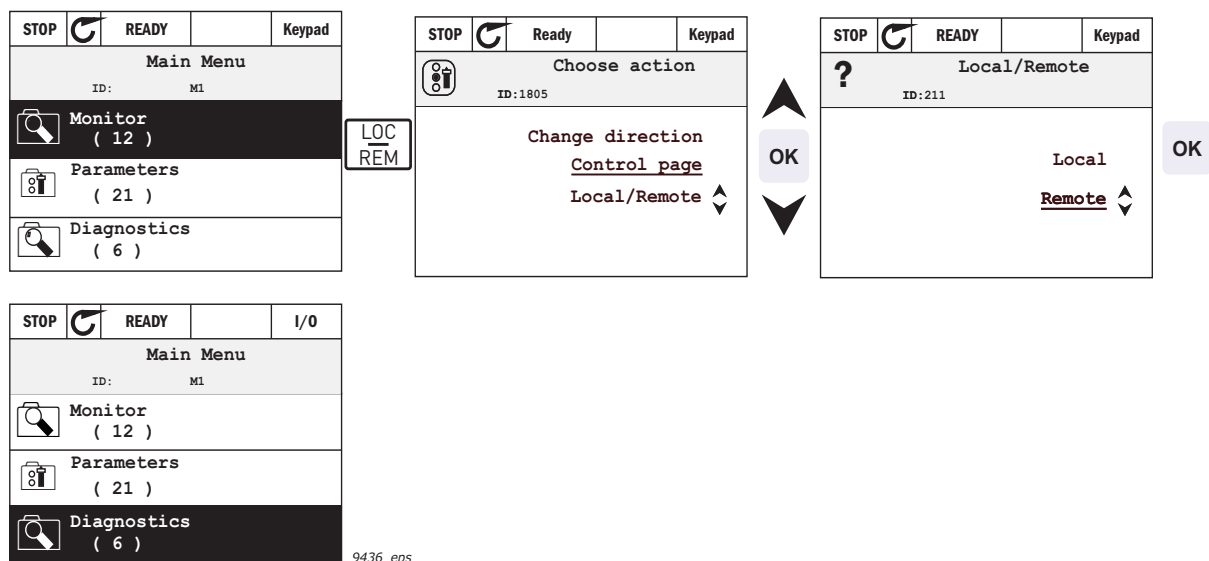 STOP READY Keypad
Main Menu
ID: M1
Monitor
( 12 )
Parameters
( 21 )
Diagnostics
( 6 )
LOC
REM
STOP Ready Keypad
Choose action
ID:1805
Change direction
Control page
Local/Remote
OK
STOP READY Keypad
?
Local/Remote
ID:211
Local
Remote
OK
STOP READY I/O
Main Menu
ID: M1
Monitor
( 12 )
Parameters
( 21 )
Diagnostics
( 6 )
9436_eps